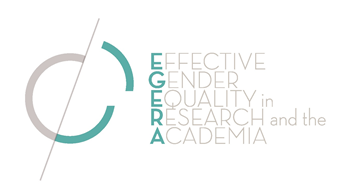 EFFECTIVE
GENDER
EQUALITY in
RESEARCH and the
ACADEMIA